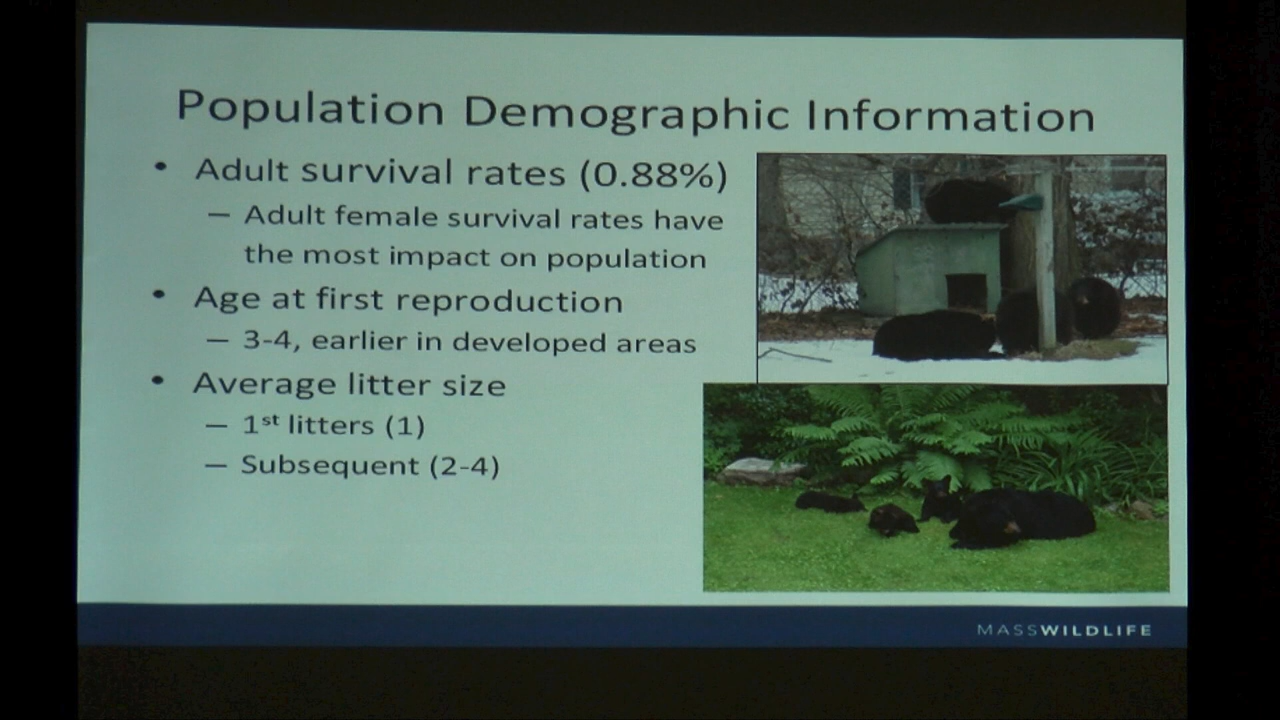 Population Demographic Information
• Adult survival rates (0.88%)
– Adult female survival rates have
the most impact on population
• Age at first reproduction
– 3-4, earlier in developed areas
• Average litter size
– 1st litters (1)
– Subsequent (2-4)
MASSWILDLIFE